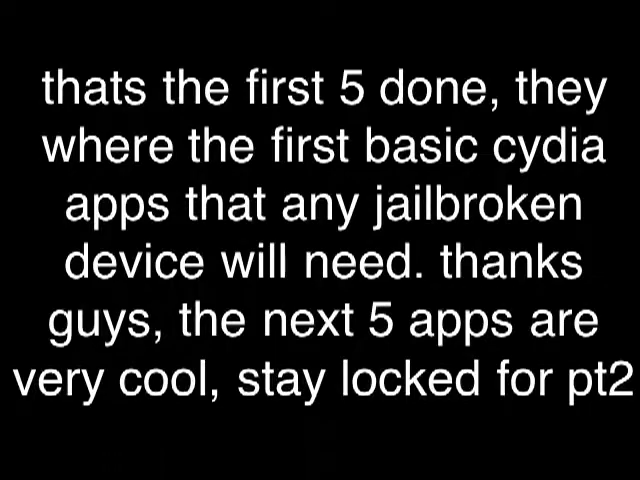 thats the first 5 done, they
where the first basic cydia
apps that any jailbroken
device will need. thanks
guys, the next 5 apps are
very cool, stay locked for pt2